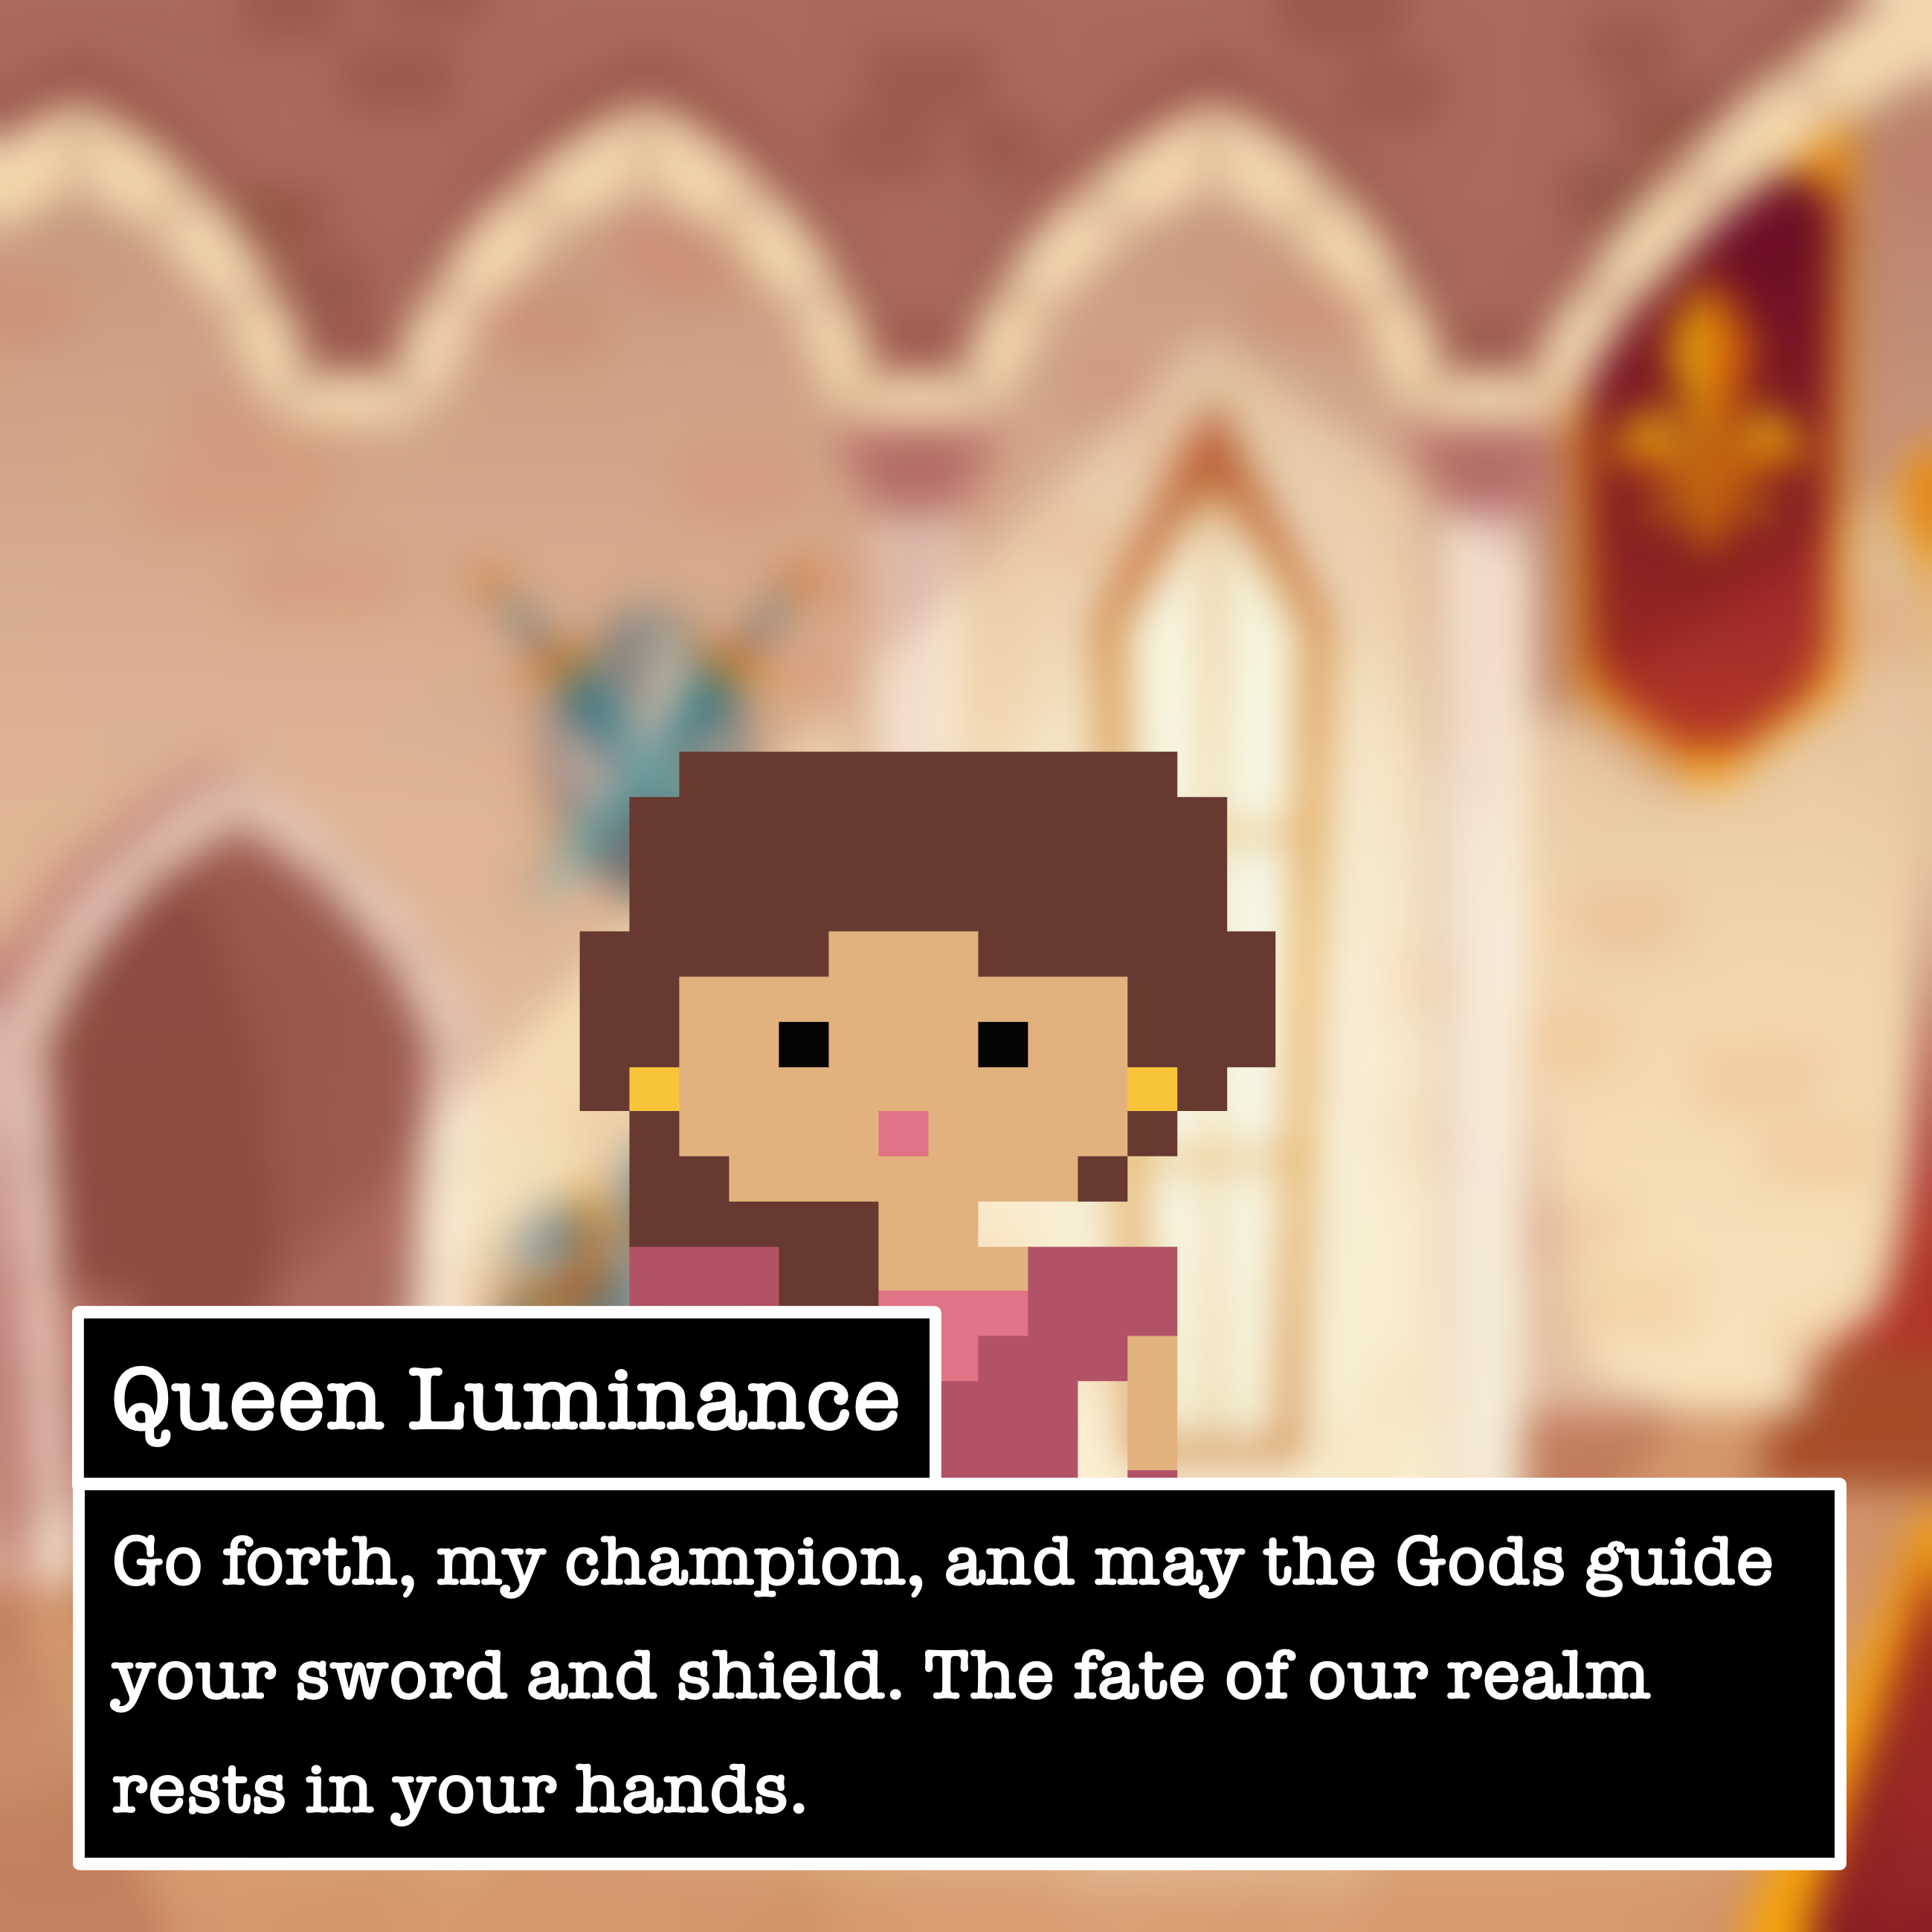 Queen Luminance
Go forth, my champion, and may the Gods guide
your sword and shield. The fate of our realm
rests in your hands.